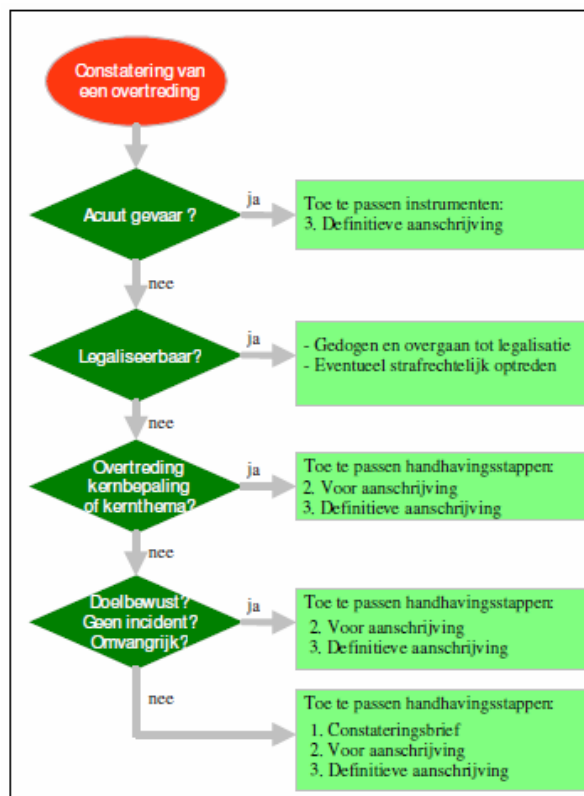 Constatering van
een overtreding
Acuut gevaar ?
ja
Toe te passen instrumenten:
3. Definitieve aanschrijving
nee
Legaliseerbaar?
ja
- Gedogen en overgaan tot legalisatie
- Eventueel strafrechtelijk optreden
nee
Overtreding
kernbepaling
of kernthema?
ja
Toe te passen handhavingsstappen:
2. Voor aanschrijving
3. Definitieve aanschrijving
nee
Doelbewust?
Geen incident?
Omvangrijk?
ja
Toe te passen handhavingsstappen:
2. Voor aanschrijving
3. Definitieve aanschrijving
nee
Toe te passen handhavingsstappen:
1. Constateringsbrief
2. Voor aanschrijving
3. Definitieve aanschrijving